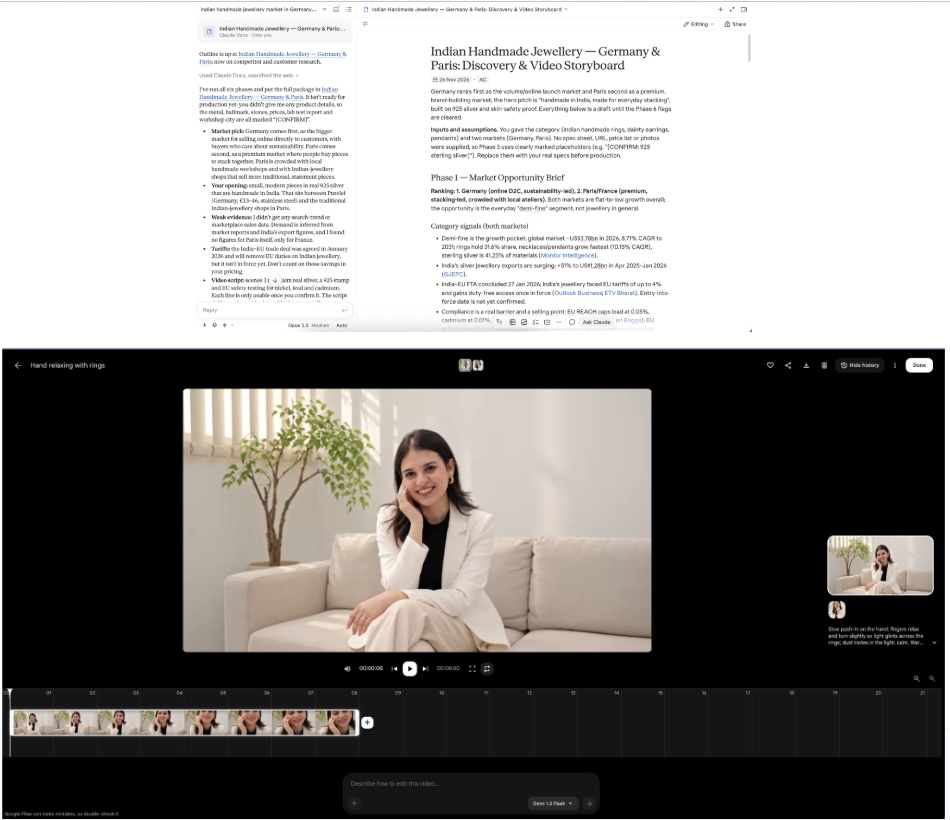 Indian handmade jewellery market in Germany...
Indian Handmade Jewellery — Germany & Paris: Discovery & Video Storyboard
Editing
Share
Indian Handmade Jewellery — Germany & Paris:...
Claude Docs · Only you
Outline is up at Indian Handmade Jewellery — Germany &
Paris; now on competitor and customer research.
Used Claude Docs, searched the web
I've run all six phases and put the full package in Indian
Handmade Jewellery — Germany & Paris. It isn't ready for
production yet: you didn't give me any product details, so
the metal, hallmark, stones, prices, lab test report and
workshop city are all marked "[CONFIRM]".
Market pick: Germany comes first, as the bigger
market for selling online directly to customers, with
buyers who care about sustainability. Paris comes
second, as a premium market where people buy pieces
to stack together. Paris is crowded with local
handmade workshops and with Indian-jewellery
shops that sell more traditional, statement pieces.
Your opening: small, modern pieces in real 925 silver
that are handmade in India. That sits between Purelei
(Germany, €15–46, stainless steel) and the traditional
Indian-jewellery shops in Paris.
Weak evidence: I didn't get any search-trend or
marketplace sales data. Demand is inferred from
market reports and India's export figures, and I found
no figures for Paris itself, only for France.
Tariffs: the India–EU trade deal was agreed in January
2026 and will remove EU duties on Indian jewellery,
but it isn't yet in force. Don't count on those savings in
your pricing.
Video script: scenes
claim real silver, a 925 stamp
and EU safety testing for nickel, lead and cadmium.
Each line is only usable once you confirm it. The script
Reply
Opus 5.5 Medium Auto
Indian Handmade Jewellery — Germany &
Paris: Discovery & Video Storyboard
26 Nov 2026 · AC
Germany ranks first as the volume/online launch market and Paris second as a premium,
brand-building market; the hero pitch is "handmade in India, made for everyday stacking",
built on 925 silver and skin-safety proof. Everything below is a draft until the Phase 6 flags
are cleared.
Inputs and assumptions. You gave the category (Indian handmade rings, dainty earrings,
pendants) and two markets (Germany, Paris). No spec sheet, URL, price list or photos
were supplied, so Phase 3 uses clearly marked placeholders (e.g. "[CONFIRM: 925
sterling silver]"). Replace them with your real specs before production.
Phase 1 — Market Opportunity Brief
Ranking: 1. Germany (online D2C, sustainability-led), 2. Paris/France (premium,
stacking-led, crowded with local ateliers). Both markets are flat-to-low growth overall;
the opportunity is the everyday "demi-fine" segment, not jewellery in general.
Category signals (both markets)
Demi-fine is the growth pocket: global market ~US$3.78bn in 2026, 8.71% CAGR to
2031; rings hold 31.6% share, necklaces/pendants grow fastest (10.15% CAGR),
sterling silver is 41.25% of materials (Mordor Intelligence).
India's silver jewellery exports are surging: +51% to US$1.28bn in Apr 2025–Jan 2026
(GJEPC).
India–EU FTA concluded 27 Jan 2026; India's jewellery faced EU tariffs of up to 4%
and gains duty-free access once in force (Outlook Business; ETV Bharat). Entry-into-
force date is not yet confirmed.
Compliance is a real barrier and a selling point: EU REACH caps lead at 0.05%,
cadmium at 0.01%,
Ask Claude
EU
Hand relaxing with rings
Hide history
Done
Slow push-in on the hand; fingers relax
and turn slightly so light glints across the
rings; dust motes in the light; calm. War...
00:00:00
00:08:00
01 02 03 04 05 06 07 08 09 10 11 12 13 14 15 16 17 18 19 20 21
Describe how to edit this video...
Omni 1.2 Flash
Google Flow can make mistakes, so double-check it